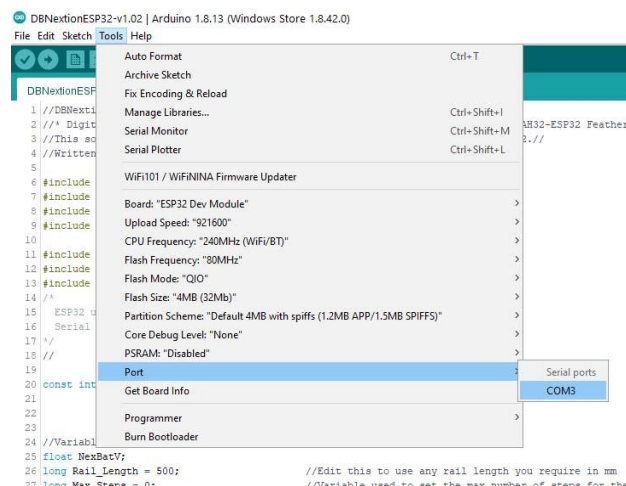 DBNextionESP32-v1.02 | Arduino 1.8.13 (Windows Store 1.8.42.0)
File Edit Sketch Tools Help
Auto Format Ctrl+T
Archive Sketch
DBNextionESP Fix Encoding & Reload
1 //DBNexti Manage Libraries... Ctrl+Shift+I
2 //* Digit Serial Monitor Ctrl+Shift+M AH32-ESP32 Feather
3 //This so Serial Plotter Ctrl+Shift+L 2.//
4 //Written
5 WiFi101 / WiFiNINA Firmware Updater
6 #include
7 #include Board: "ESP32 Dev Module"
8 #include Upload Speed: "921600"
9 #include CPU Frequency: "240MHz (WiFi/BT)"
10
11 #include Flash Frequency: "80MHz"
12 #include Flash Mode: "QIO"
13 #include
14 /* Flash Size: "4MB (32Mb)"
15 ESP32 u Partition Scheme: "Default 4MB with spiffs (1.2MB APP/1.5MB SPIFFS)"
16 Serial Core Debug Level: "None"
17 */
18 // PSRAM: "Disabled"
19 Port Serial ports
20 const int Get Board Info COM3
21
22 Programmer
23
24 //Variabl Burn Bootloader
25 float NexBatV;
26 long Rail_Length = 500; //Edit this to use any rail length you require in mm
27 long Max_Steps = 0; //Variable used to set the max number of steps for the